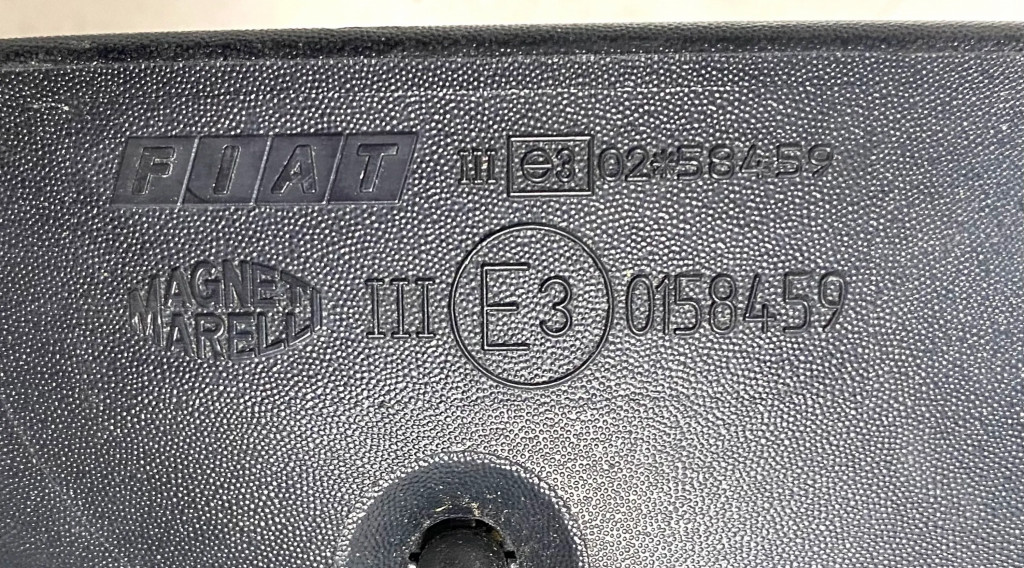 FIAT III e3 02*58459
MAGNETI MARELLI III E3 0158459